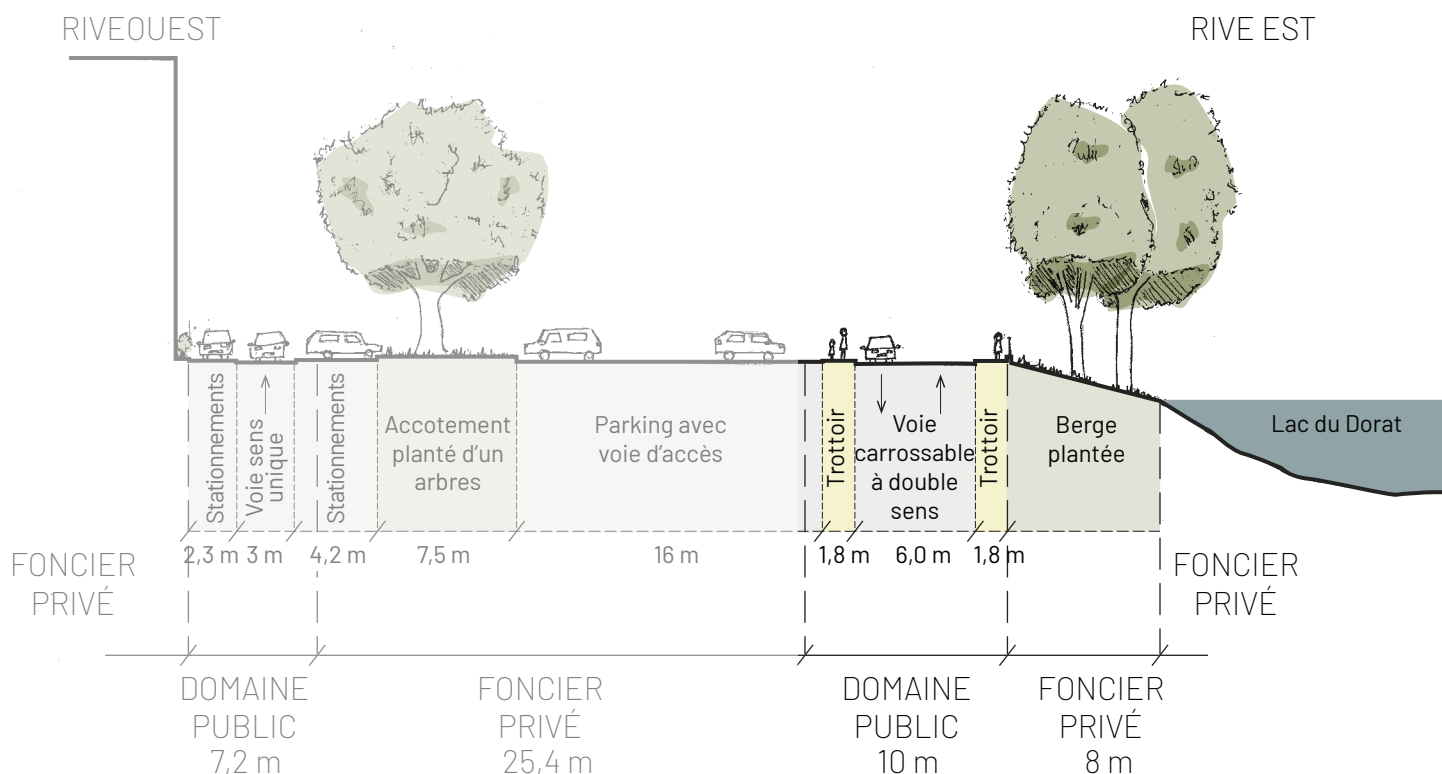 RIVEOUEST
RIVE EST
Stationnements
Voie sens
unique
Stationnements
Accotement
planté d'un
arbres
Parking avec
voie d'accès
Trottoir
Voie
carrossable
à double
sens
Trottoir
Berge
plantée
Lac du Dorat
2,3 m
3 m
4,2 m
7,5 m
16 m
1,8 m
6,0 m
1,8 m
FONCIER
PRIVÉ
FONCIER
PRIVÉ
DOMAINE
PUBLIC
7,2 m
FONCIER
PRIVÉ
25,4 m
DOMAINE
PUBLIC
10 m
FONCIER
PRIVÉ
8 m